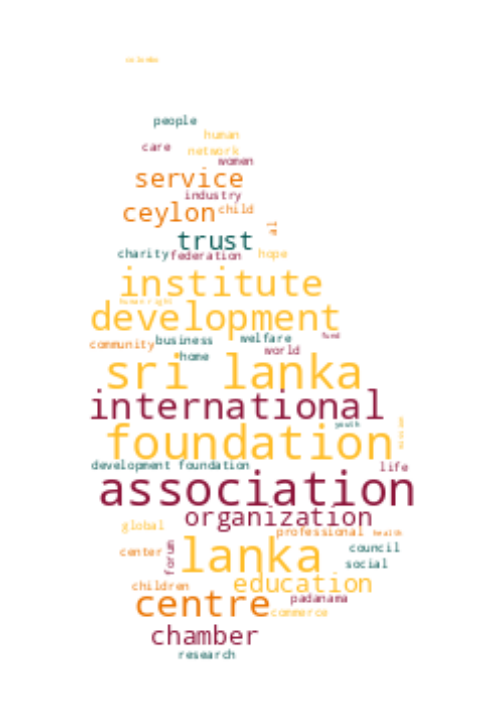 colombo
people
human
care
network
women
service
industry
ceylon child
trust
charity federation hope
institute
human right
development
community business welfare fund
home world
sri lanka
international
youth
foundation
development foundation life
association
organization
global
professional health
center forum lanka council
social
children education
centre padanama
commerce
chamber
research